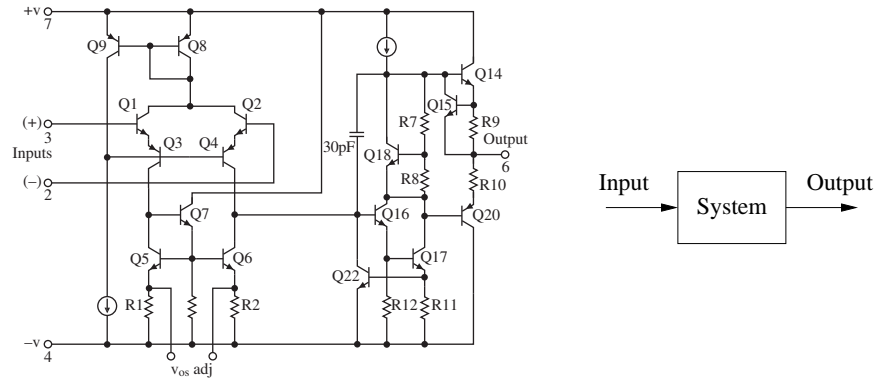 +v
7
Q9
Q8
Q14
Q1
Q2
Q15
(+)
3
R7
R9
Output
6
Q3
Q4
30pF
Inputs
Q18
(−)
2
R8
R10
Q7
Q16
Q20
Q5
Q6
Q17
Q22
R1
R2
R12
R11
−v
4
vos adj
Input
Output
System